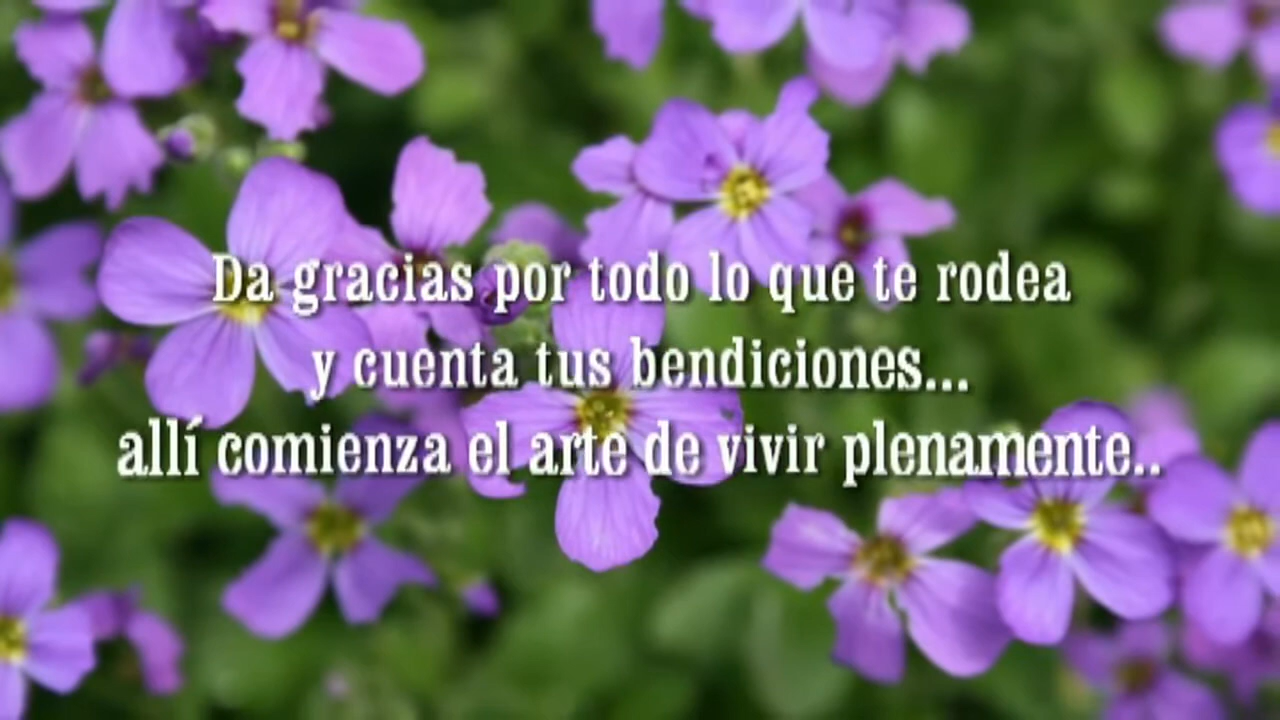 Da gracias por todo lo que te rodea
y cuenta tus bendiciones...
allí comienza el arte de vivir plenamente..